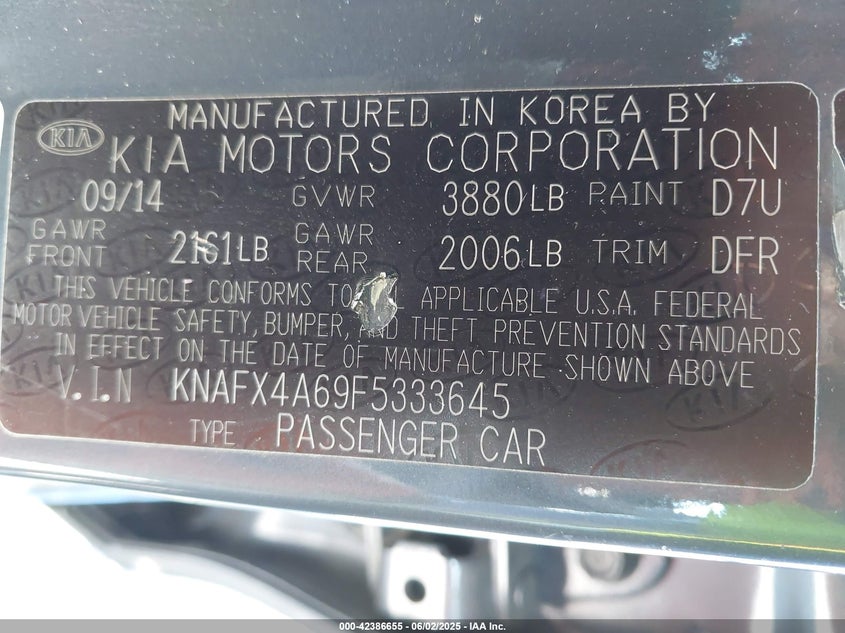 MANUFACTURED IN KOREA BY
KIA
KIA MOTORS CORPORATION
09/14 GVWR 3880LB PAINT D7U
GAWR FRONT 2161LB GAWR REAR 2006LB TRIM DFR
THIS VEHICLE CONFORMS TO APPLICABLE U.S.A. FEDERAL
MOTOR VEHICLE SAFETY, BUMPER, AND THEFT PREVENTION STANDARDS
IN EFFECT ON THE DATE OF MANUFACTURE SHOWN ABOVE
V.I.N KNAFX4A69F5333645
TYPE PASSENGER CAR
000-42386655 - 06/02/2025 - IAA Inc.